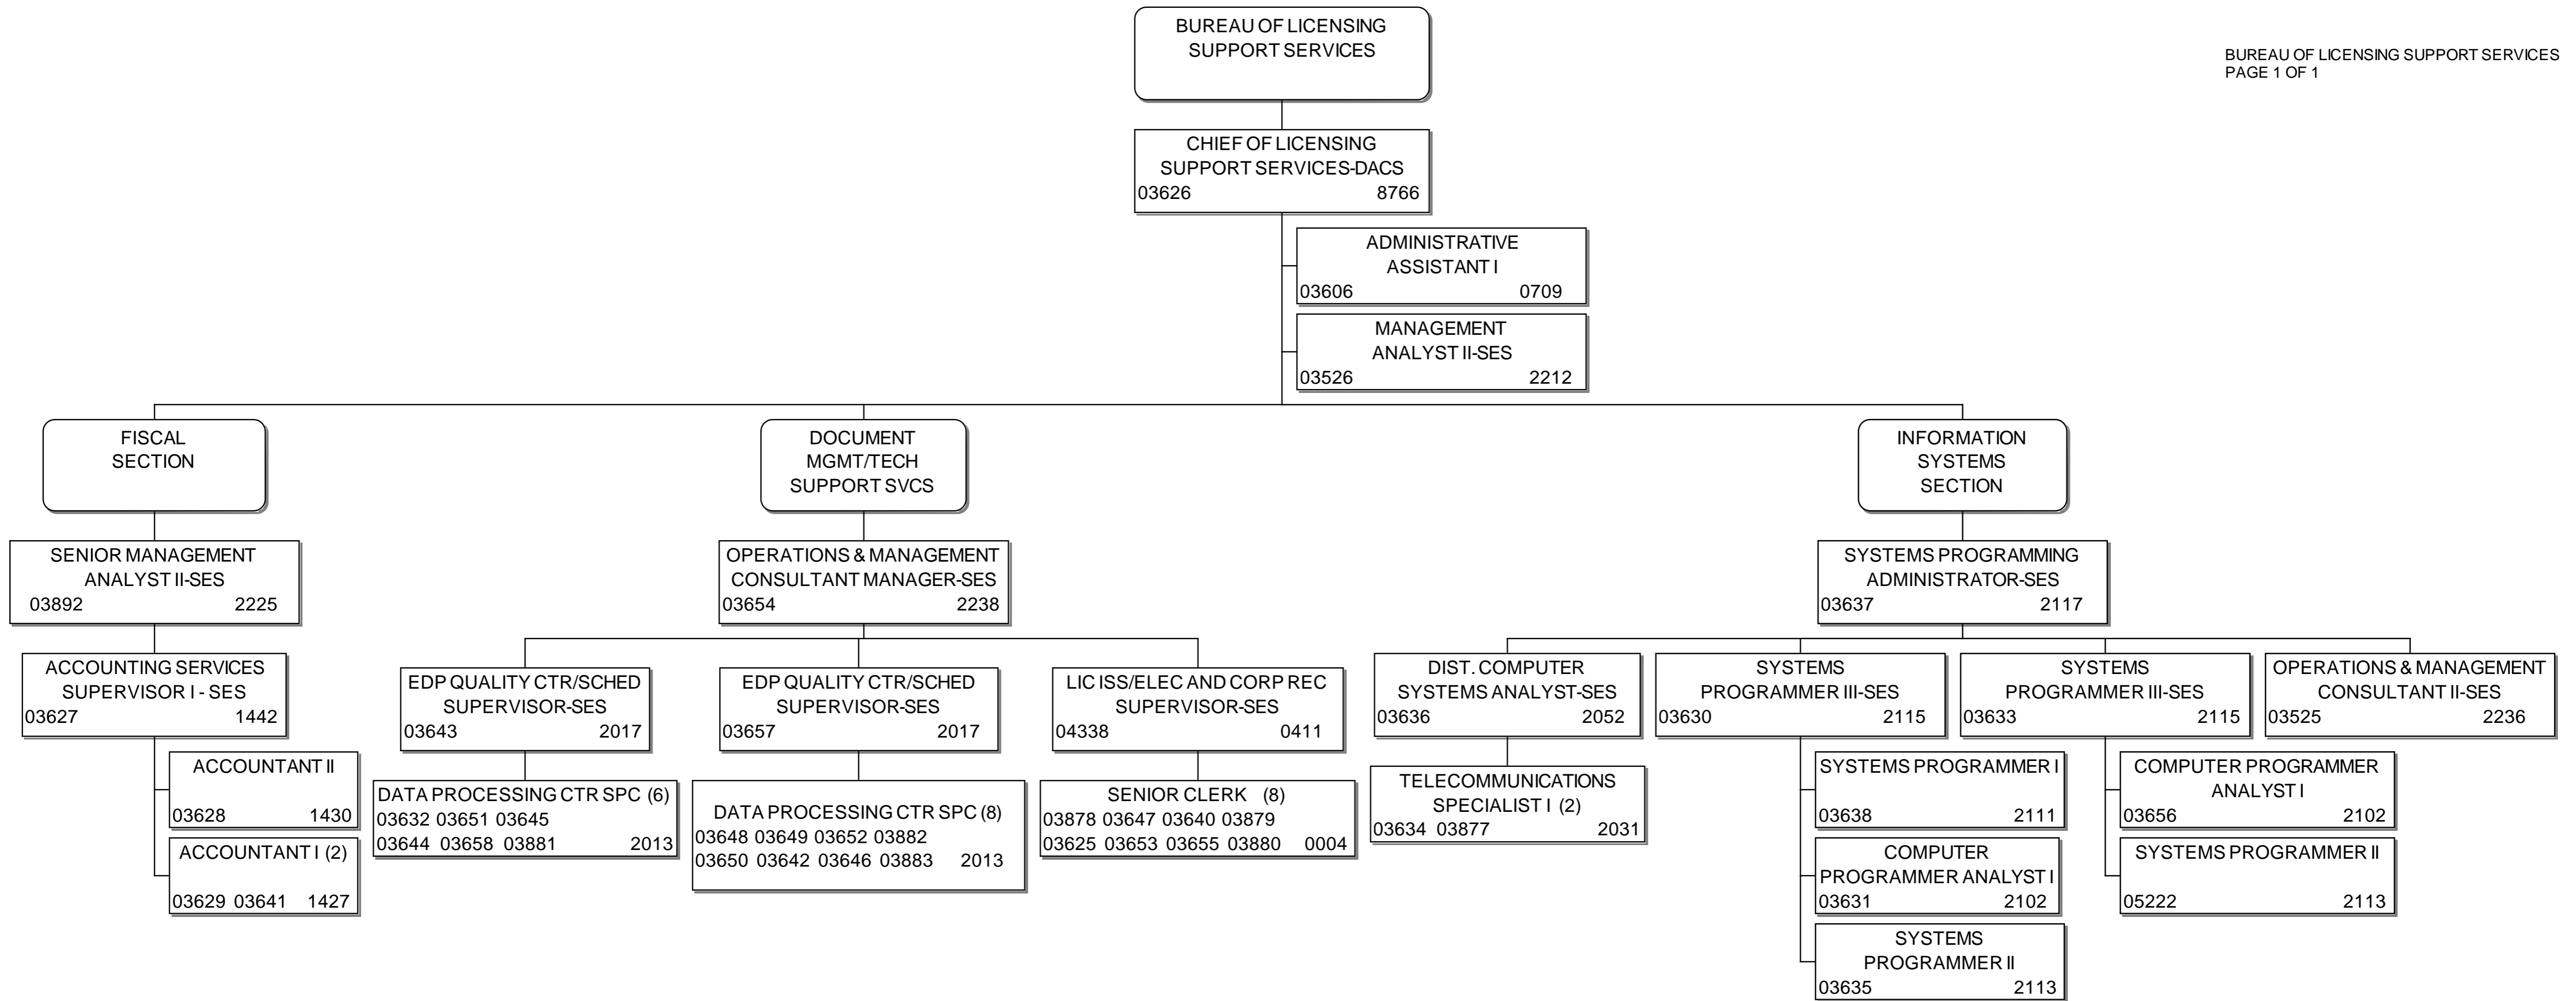 BUREAU OF LICENSING
SUPPORT SERVICES
BUREAU OF LICENSING SUPPORT SERVICES
PAGE 1 OF 1
CHIEF OF LICENSING
SUPPORT SERVICES-DACS
03626 8766
ADMINISTRATIVE
ASSISTANT I
03606 0709
MANAGEMENT
ANALYST II-SES
03526 2212
FISCAL
SECTION
SENIOR MANAGEMENT
ANALYST II-SES
03892 2225
ACCOUNTING SERVICES
SUPERVISOR I - SES
03627 1442
ACCOUNTANT II
03628 1430
ACCOUNTANT I (2)
03629 03641 1427
DOCUMENT
MGMT/TECH
SUPPORT SVCS
OPERATIONS & MANAGEMENT
CONSULTANT MANAGER-SES
03654 2238
EDP QUALITY CTR/SCHED
SUPERVISOR-SES
03643 2017
DATA PROCESSING CTR SPC (6)
03632 03651 03645
03644 03658 03881 2013
EDP QUALITY CTR/SCHED
SUPERVISOR-SES
03657 2017
DATA PROCESSING CTR SPC (8)
03648 03649 03652 03882
03650 03642 03646 03883 2013
LIC ISS/ELEC AND CORP REC
SUPERVISOR-SES
04338 0411
SENIOR CLERK (8)
03878 03647 03640 03879
03625 03653 03655 03880 0004
INFORMATION
SYSTEMS
SECTION
SYSTEMS PROGRAMMING
ADMINISTRATOR-SES
03637 2117
DIST. COMPUTER
SYSTEMS ANALYST-SES
03636 2052
TELECOMMUNICATIONS
SPECIALIST I (2)
03634 03877 2031
SYSTEMS
PROGRAMMER III-SES
03630 2115
SYSTEMS PROGRAMMER I
03638 2111
COMPUTER
PROGRAMMER ANALYST I
03631 2102
SYSTEMS
PROGRAMMER II
03635 2113
SYSTEMS
PROGRAMMER III-SES
03633 2115
COMPUTER PROGRAMMER
ANALYST I
03656 2102
SYSTEMS PROGRAMMER II
05222 2113
OPERATIONS & MANAGEMENT
CONSULTANT II-SES
03525 2236